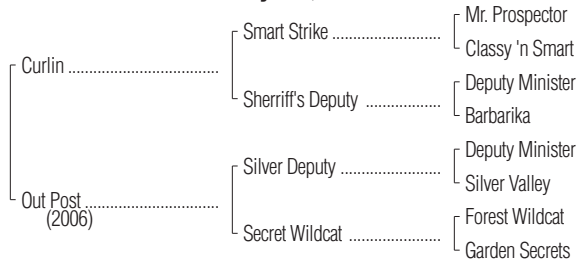 Mr. Prospector
Smart Strike ........................
Classy 'n Smart
Curlin ..................................
Deputy Minister
Sherriff's Deputy .................
Barbarika
Deputy Minister
Silver Deputy ......................
Silver Valley
Out Post ..............................
(2006)
Forest Wildcat
Secret Wildcat .....................
Garden Secrets